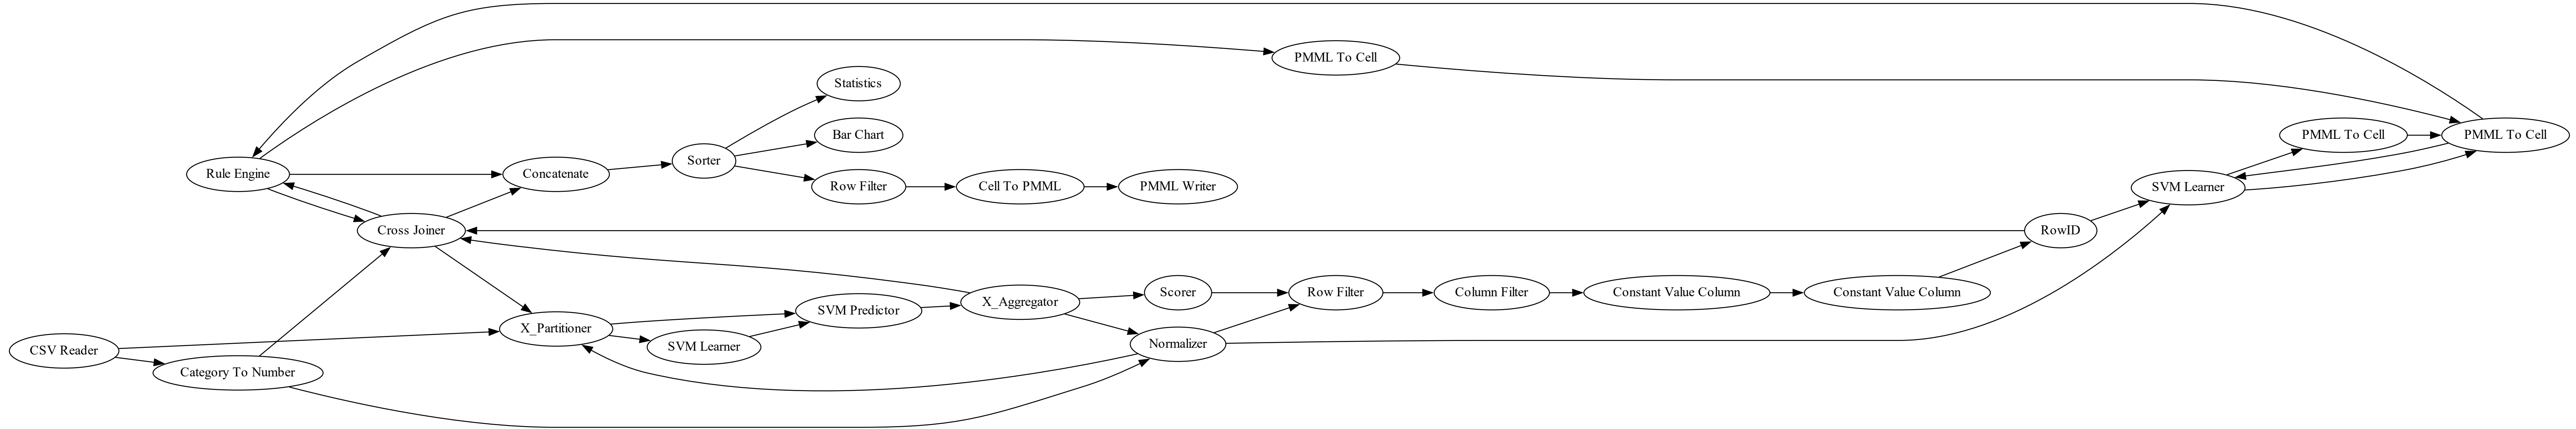 PMML To Cell
Statistics
Bar Chart
PMML To Cell
PMML To Cell
Rule Engine
Concatenate
Sorter
Row Filter
Cell To PMML
PMML Writer
SVM Learner
Cross Joiner
RowID
X_Aggregator
Scorer
Row Filter
Column Filter
Constant Value Column
Constant Value Column
X_Partitioner
SVM Predictor
CSV Reader
SVM Learner
Normalizer
Category To Number